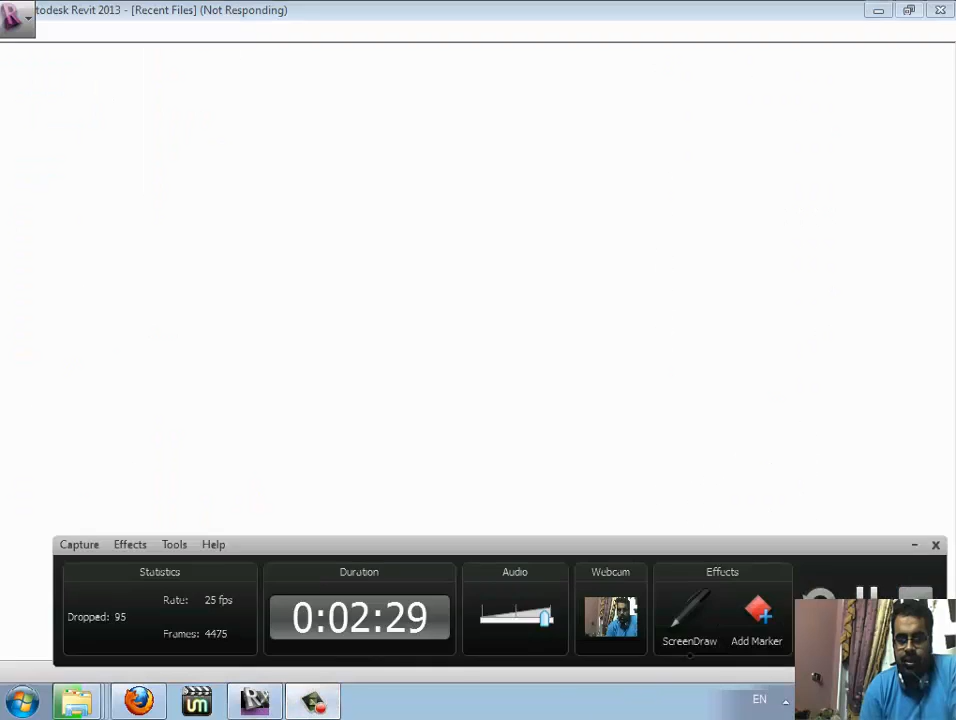 todesk Revit 2013 - [Recent Files] (Not Responding)
Capture Effects Tools Help
Statistics Duration Audio Webcam Effects
Rate: 25 fps
Dropped: 95
Frames: 4475
0:02:29
ScreenDraw Add Marker
EN